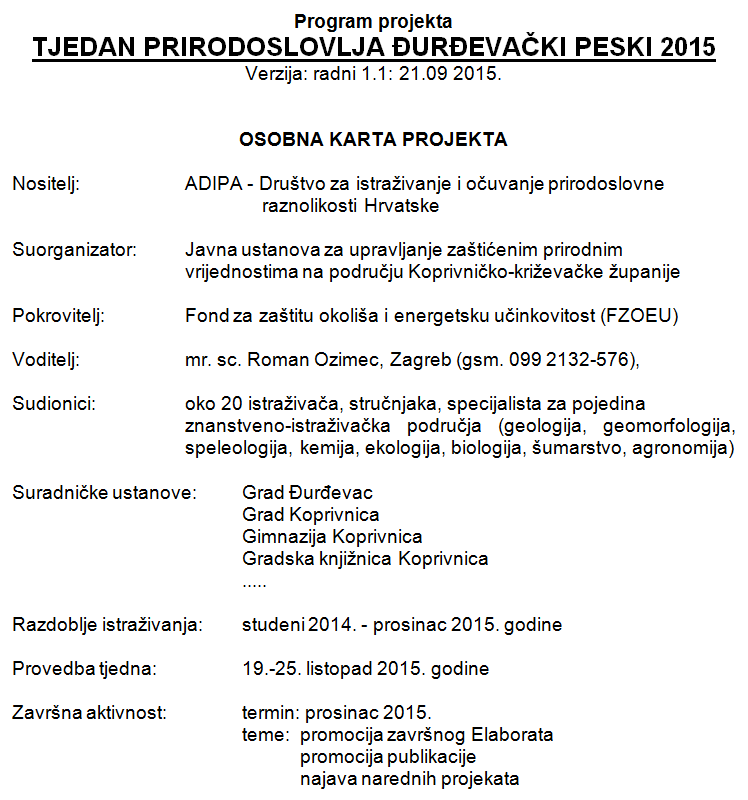 Program projekta
TJEDAN PRIRODOSLOVLJA ĐURĐEVAČKI PESKI 2015
Verzija: radni 1.1: 21.09 2015.
OSOBNA KARTA PROJEKTA
Nositelj: ADIPA - Društvo za istraživanje i očuvanje prirodoslovne
raznolikosti Hrvatske
Suorganizator: Javna ustanova za upravljanje zaštićenim prirodnim
vrijednostima na području Koprivničko-križevačke županije
Pokrovitelj: Fond za zaštitu okoliša i energetsku učinkovitost (FZOEU)
Voditelj: mr. sc. Roman Ozimec, Zagreb (gsm. 099 2132-576),
Sudionici: oko 20 istraživača, stručnjaka, specijalista za pojedina
znanstveno-istraživačka područja (geologija, geomorfologija,
speleologija, kemija, ekologija, biologija, šumarstvo, agronomija)
Suradničke ustanove: Grad Đurđevac
Grad Koprivnica
Gimnazija Koprivnica
Gradska knjižnica Koprivnica
.....
Razdoblje istraživanja: studeni 2014. - prosinac 2015. godine
Provedba tjedna: 19.-25. listopad 2015. godine
Završna aktivnost: termin: prosinac 2015.
teme: promocija završnog Elaborata
promocija publikacije
najava narednih projekata